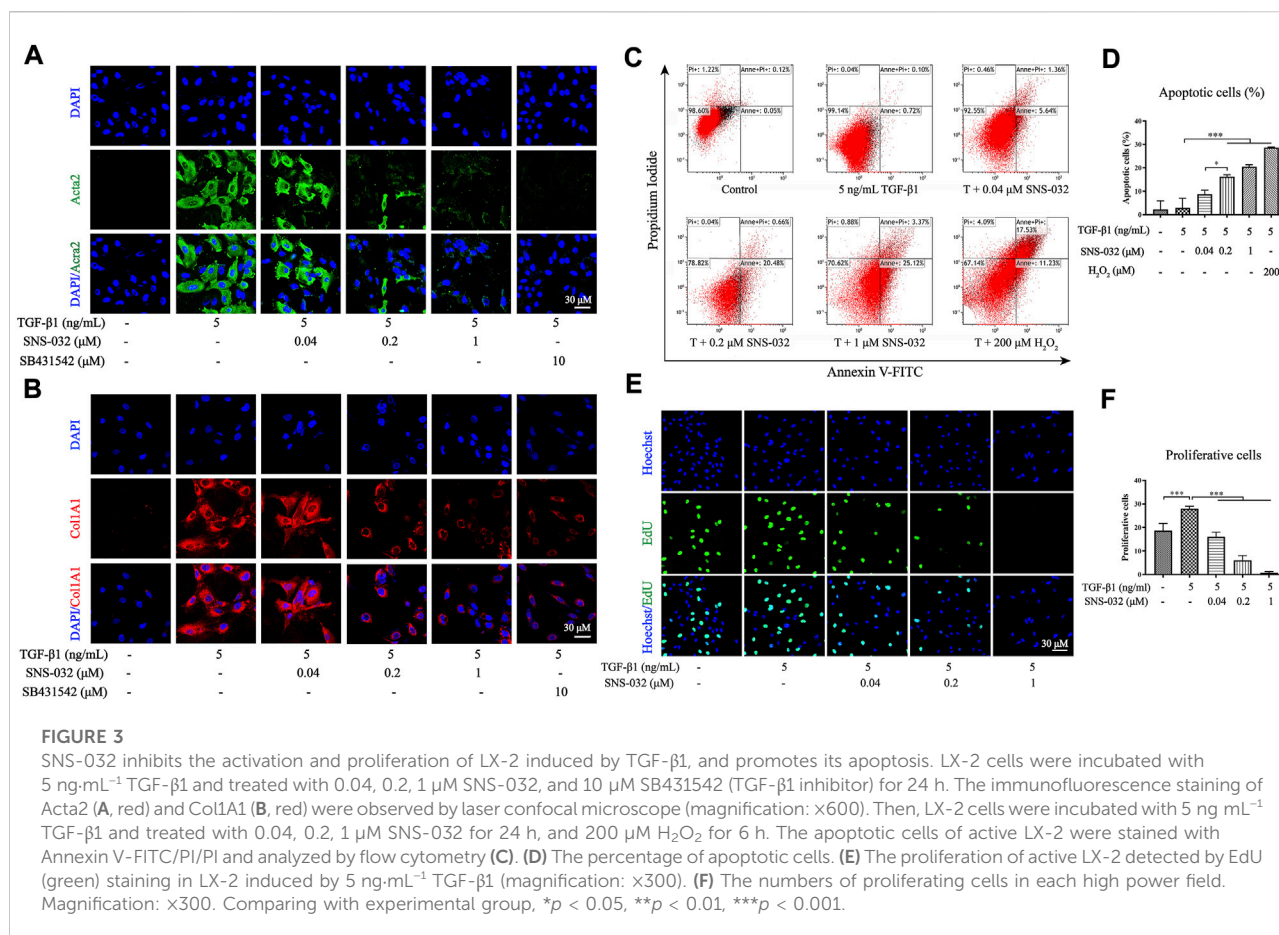 A
DAPI
Acta2
DAPI/Acra2
30 µM
TGF-β1 (ng/mL) - 5 5 5 5 5
SNS-032 (µM) - - 0.04 0.2 1 -
SB431542 (µM) - - - - - 10
B
DAPI
Col1A1
DAPI/Col1A1
30 µM
TGF-β1 (ng/mL) - 5 5 5 5 5
SNS-032 (µM) - - 0.04 0.2 1 -
SB431542 (µM) - - - - - 10
C
Propidium Iodide
Pi+: 1.22% Anne+Pi+: 0.12%
98.60% Anne+: 0.05%
Control
Pi+: 0.04% Anne+Pi+: 0.10%
99.14% Anne+: 0.72%
5 ng/mL TGF-β1
Pi+: 0.46% Anne+Pi+: 1.36%
92.55% Anne+: 5.64%
T + 0.04 µM SNS-032
Pi+: 0.04% Anne+Pi+: 0.66%
78.82% Anne+: 20.48%
T + 0.2 µM SNS-032
Pi+: 0.88% Anne+Pi+: 3.37%
70.62% Anne+: 25.12%
T + 1 µM SNS-032
Pi+: 4.09% Anne+Pi+:
17.53%
67.14% Anne+: 11.23%
T + 200 µM H₂O₂
Annexin V-FITC
D
Apoptotic cells (%)
Apoptotic cells (%)
40
30
20
10
0
***
*
TGF-β1 (ng/mL) - 5 5 5 5 5
SNS-032 (µM) - - 0.04 0.2 1 -
H₂O₂ (µM) - - - - - 200
E
Hoechst
EdU
Hoechst/EdU
30 µM
TGF-β1 (ng/mL) - 5 5 5 5
SNS-032 (µM) - - 0.04 0.2 1
F
Proliferative cells
Proliferative cells
40
30
20
10
0
*** ***
TGF-β1 (ng/ml) - 5 5 5 5
SNS-032 (µM) - - 0.04 0.2 1
FIGURE 3
SNS-032 inhibits the activation and proliferation of LX-2 induced by TGF-β1, and promotes its apoptosis. LX-2 cells were incubated with
5 ng·mL⁻¹ TGF-β1 and treated with 0.04, 0.2, 1 µM SNS-032, and 10 µM SB431542 (TGF-β1 inhibitor) for 24 h. The immunofluorescence staining of
Acta2 (A, red) and Col1A1 (B, red) were observed by laser confocal microscope (magnification: ×600). Then, LX-2 cells were incubated with 5 ng mL⁻¹
TGF-β1 and treated with 0.04, 0.2, 1 µM SNS-032 for 24 h, and 200 µM H₂O₂ for 6 h. The apoptotic cells of active LX-2 were stained with
Annexin V-FITC/PI/PI and analyzed by flow cytometry (C). (D) The percentage of apoptotic cells. (E) The proliferation of active LX-2 detected by EdU
(green) staining in LX-2 induced by 5 ng·mL⁻¹ TGF-β1 (magnification: ×300). (F) The numbers of proliferating cells in each high power field.
Magnification: ×300. Comparing with experimental group, *p < 0.05, **p < 0.01, ***p < 0.001.